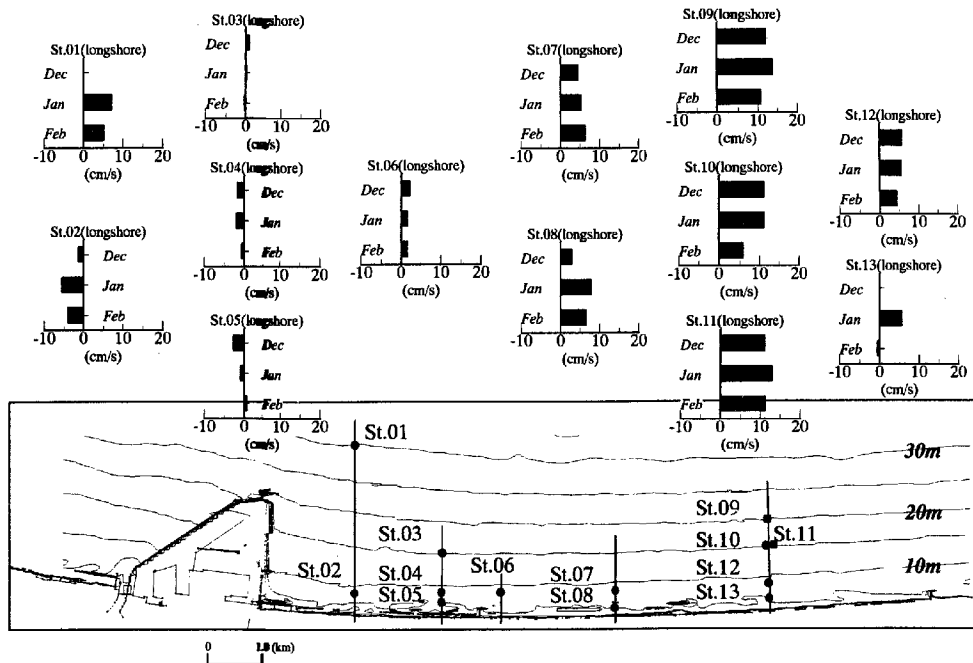 St.01(longshore)
Dec
Jan
Feb
-10 0 10 20
(cm/s)
St.02(longshore)
Dec
Jan
Feb
-10 0 10 20
(cm/s)
St.03(longshore)
Dec
Jan
Feb
-10 0 10 20
(cm/s)
St.04(longshore)
Dec
Jan
Feb
-10 0 10 20
(cm/s)
St.05(longshore)
Dec
Jan
Feb
-10 0 10 20
(cm/s)
St.06(longshore)
Dec
Jan
Feb
-10 0 10 20
(cm/s)
St.07(longshore)
Dec
Jan
Feb
-10 0 10 20
(cm/s)
St.08(longshore)
Dec
Jan
Feb
-10 0 10 20
(cm/s)
St.09(longshore)
Dec
Jan
Feb
-10 0 10 20
(cm/s)
St.10(longshore)
Dec
Jan
Feb
-10 0 10 20
(cm/s)
St.11(longshore)
Dec
Jan
Feb
-10 0 10 20
(cm/s)
St.12(longshore)
Dec
Jan
Feb
-10 0 10 20
(cm/s)
St.13(longshore)
Dec
Jan
Feb
-10 0 10 20
(cm/s)
St.01
30m
St.09
20m
St.03
St.10
St.11
St.02
St.04
St.06
St.07
St.12
10m
St.05
St.08
St.13
0 1.0 (km)